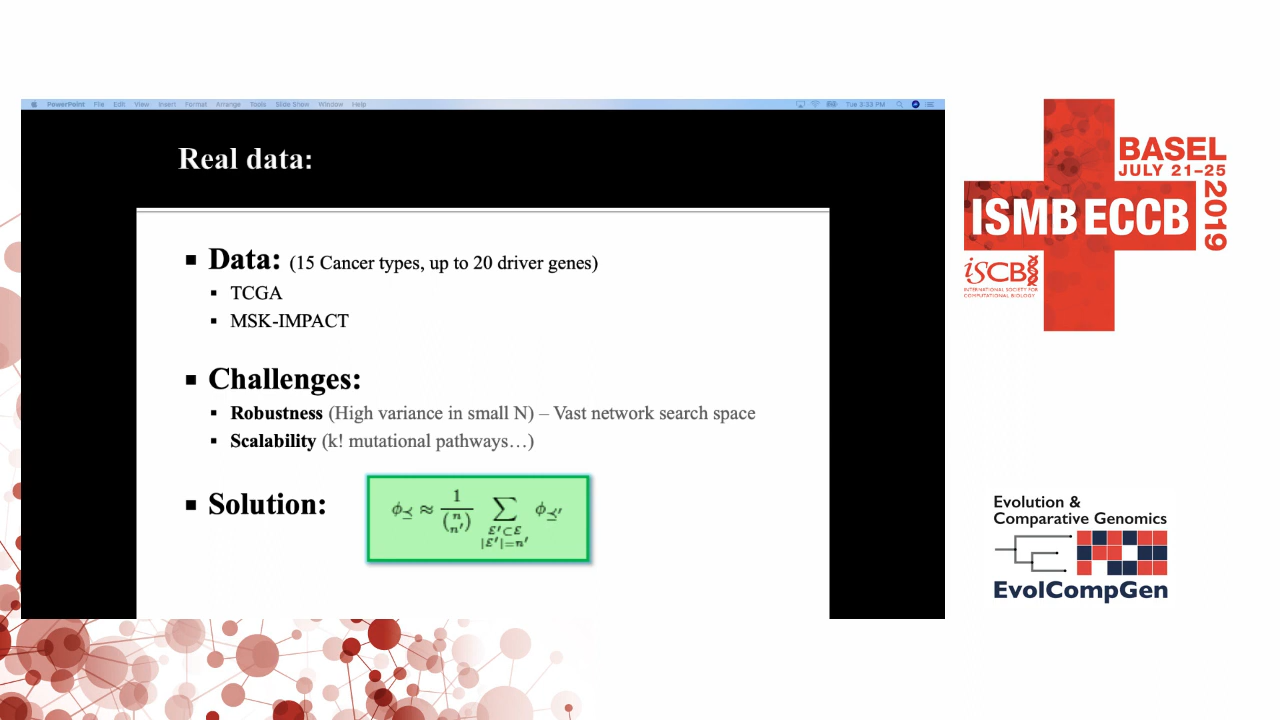 PowerPoint File Edit View Insert Format Arrange Tools Slide Show Window Help Tue 3:33 PM
Real data:
▪ Data: (15 Cancer types, up to 20 driver genes)
▪ TCGA
▪ MSK-IMPACT
▪ Challenges:
▪ Robustness (High variance in small N) – Vast network search space
▪ Scalability (k! mutational pathways…)
▪ Solution:
ϕ_⪯ ≈ 1/(n n′) ∑ ϕ_⪯′
ℰ′⊂ℰ
|ℰ′|=n′
BASEL
JULY 21–25
2019
ISMB ECCB
iSCB
INTERNATIONAL SOCIETY FOR
COMPUTATIONAL BIOLOGY
Evolution &
Comparative Genomics
EvolCompGen